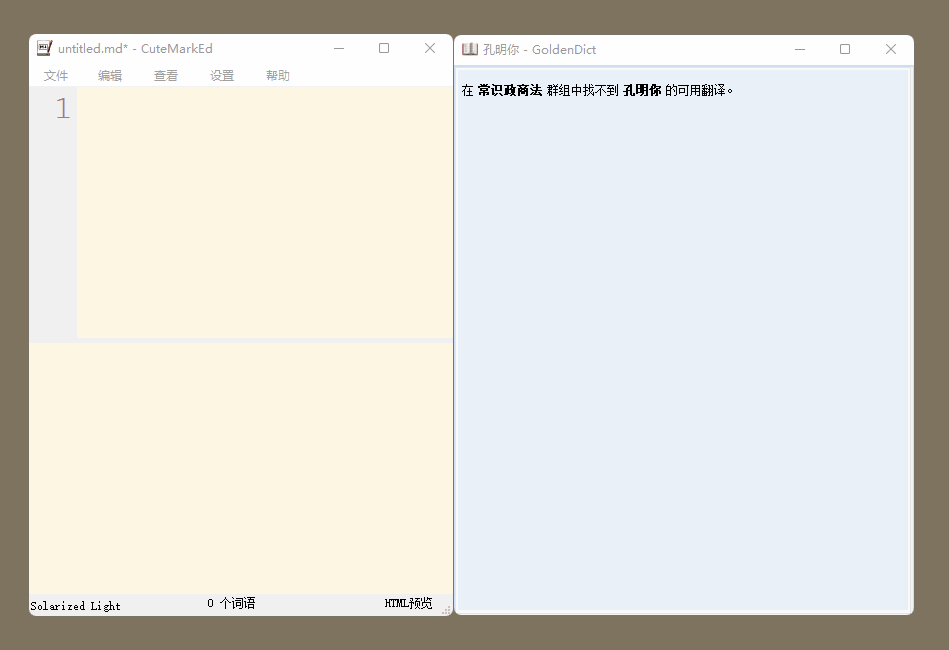 untitled.md* - CuteMarkEd
文件 编辑 查看 设置 帮助
1
Solarized Light 0 个词语 HTML预览
孔明你 - GoldenDict
在 常识政商法 群组中找不到 孔明你 的可用翻译。